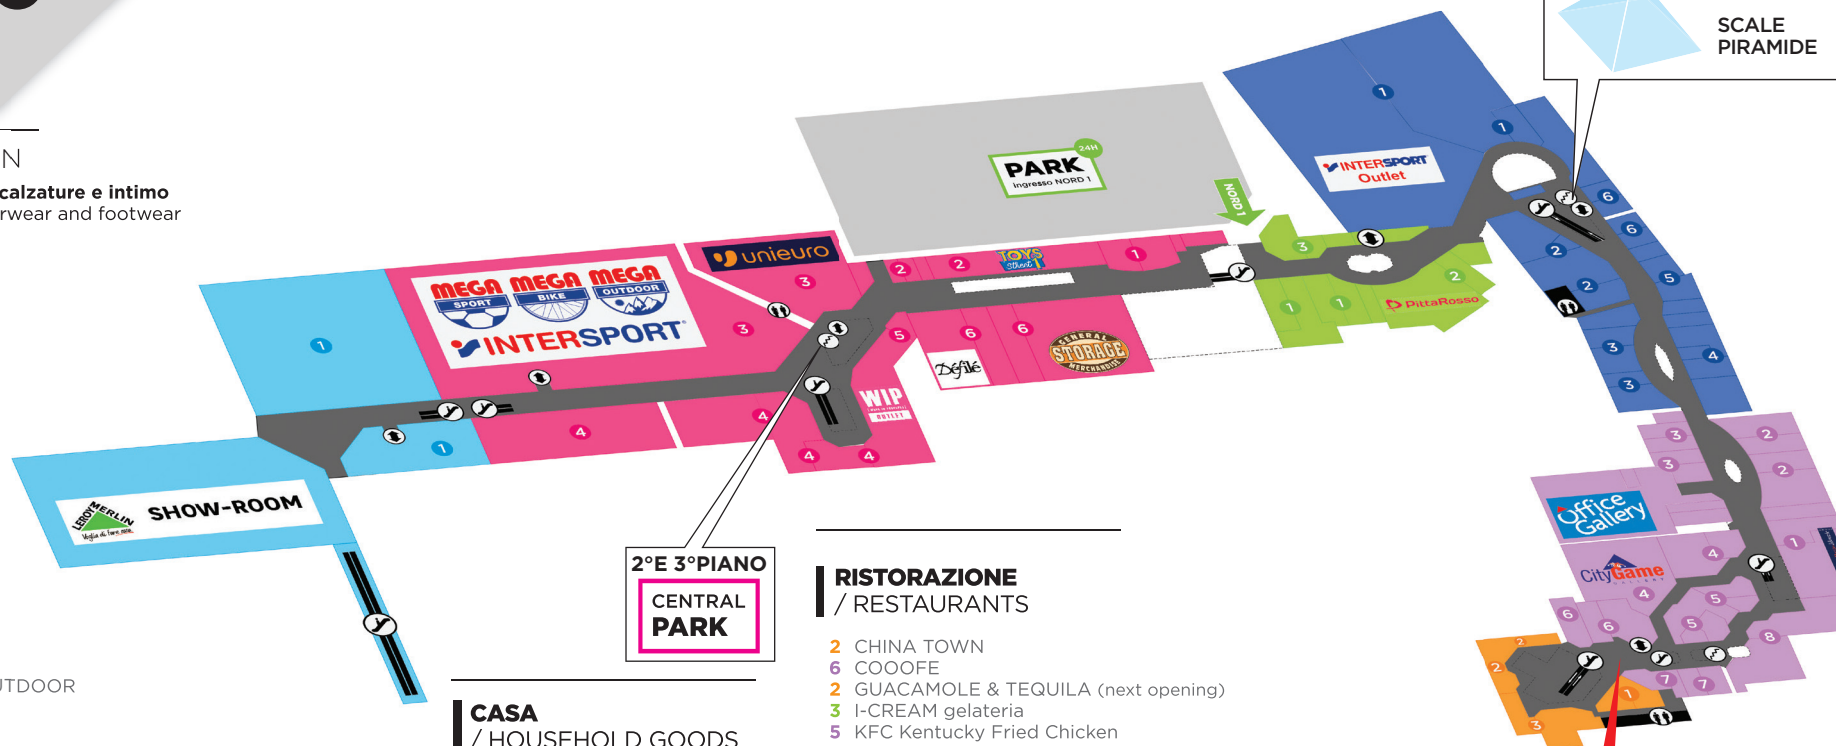 SCALE
PIRAMIDE
N
calzature e intimo
rwear and footwear
PARK
24H
Ingresso NORD 1
NORD 1
INTERSPORT
Outlet
unieuro
TOYS
Street
MEGA MEGA MEGA
SPORT BIKE OUTDOOR
INTERSPORT
PittaRosso
Défilé
GENERAL
STORAGE
MERCHANDISE
WIP
OUTLET
LEROY MERLIN
SHOW-ROOM
Office
Gallery
CityGame
2°E 3°PIANO
CENTRAL
PARK
RISTORAZIONE
/ RESTAURANTS
2 CHINA TOWN
6 COOOFE
2 GUACAMOLE & TEQUILA (next opening)
3 I-CREAM gelateria
5 KFC Kentucky Fried Chicken
UTDOOR
CASA
/ HOUSEHOLD GOODS